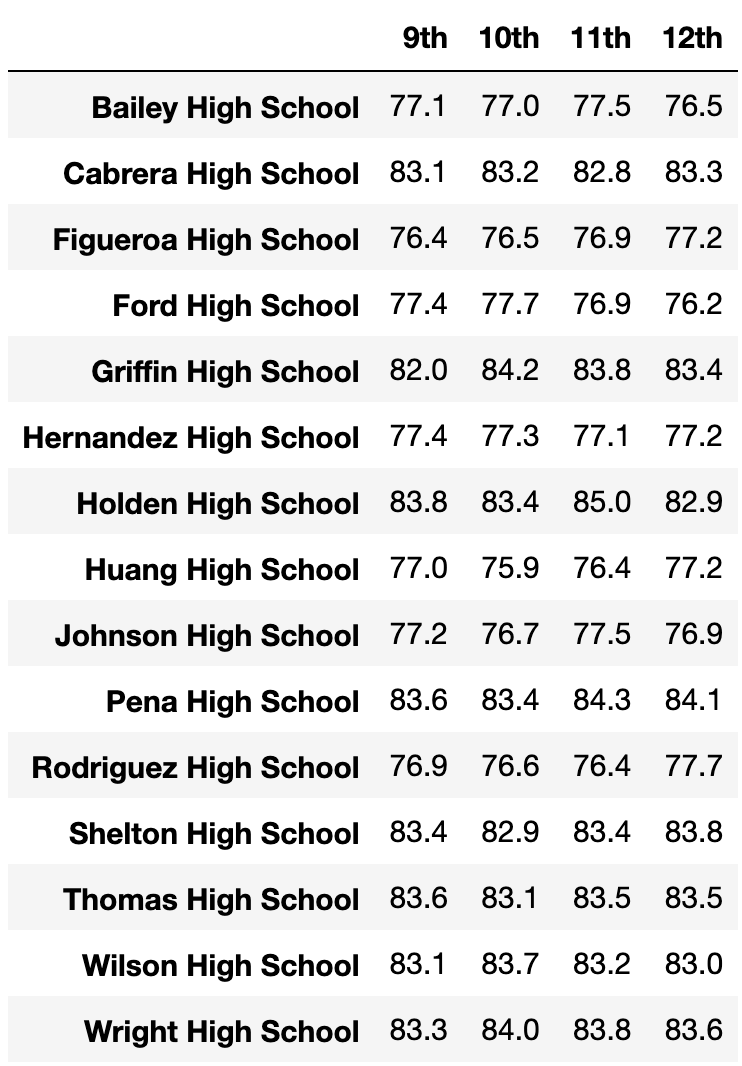 9th 10th 11th 12th
Bailey High School 77.1 77.0 77.5 76.5
Cabrera High School 83.1 83.2 82.8 83.3
Figueroa High School 76.4 76.5 76.9 77.2
Ford High School 77.4 77.7 76.9 76.2
Griffin High School 82.0 84.2 83.8 83.4
Hernandez High School 77.4 77.3 77.1 77.2
Holden High School 83.8 83.4 85.0 82.9
Huang High School 77.0 75.9 76.4 77.2
Johnson High School 77.2 76.7 77.5 76.9
Pena High School 83.6 83.4 84.3 84.1
Rodriguez High School 76.9 76.6 76.4 77.7
Shelton High School 83.4 82.9 83.4 83.8
Thomas High School 83.6 83.1 83.5 83.5
Wilson High School 83.1 83.7 83.2 83.0
Wright High School 83.3 84.0 83.8 83.6